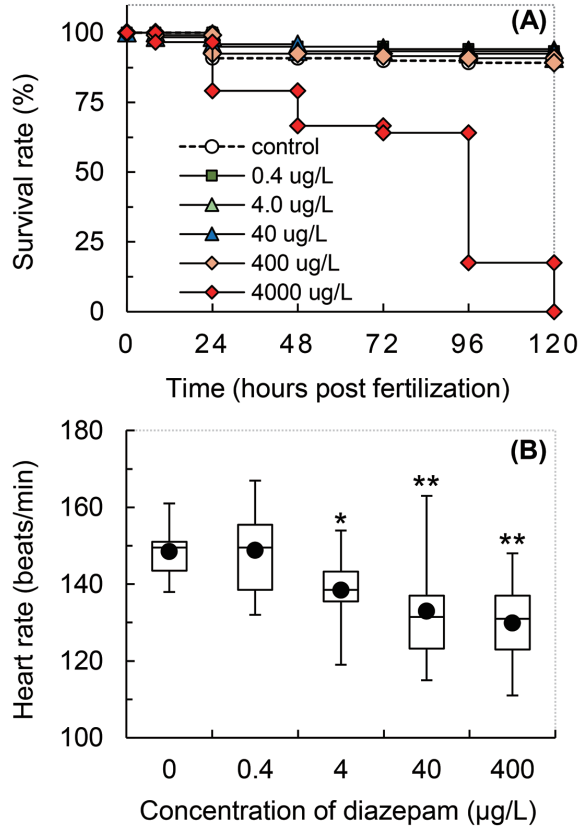 (A)
100
75
50
25
0
Survival rate (%)
control
0.4 ug/L
4.0 ug/L
40 ug/L
400 ug/L
4000 ug/L
0 24 48 72 96 120
Time (hours post fertilization)
(B)
180
160
140
120
100
Heart rate (beats/min)
*
**
**
0 0.4 4 40 400
Concentration of diazepam (µg/L)